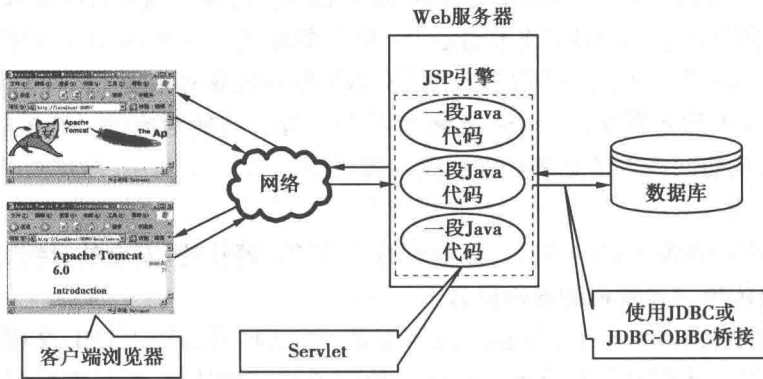 Web服务器
JSP引擎
一段Java
代码
一段Java
代码
一段Java
代码
Apache
Tomcat
The Ap
http://localhost:8080/
网络
数据库
Apache Tomcat
6.0
Introduction
客户端浏览器
Servlet
使用JDBC或
JDBC-OBBC桥接